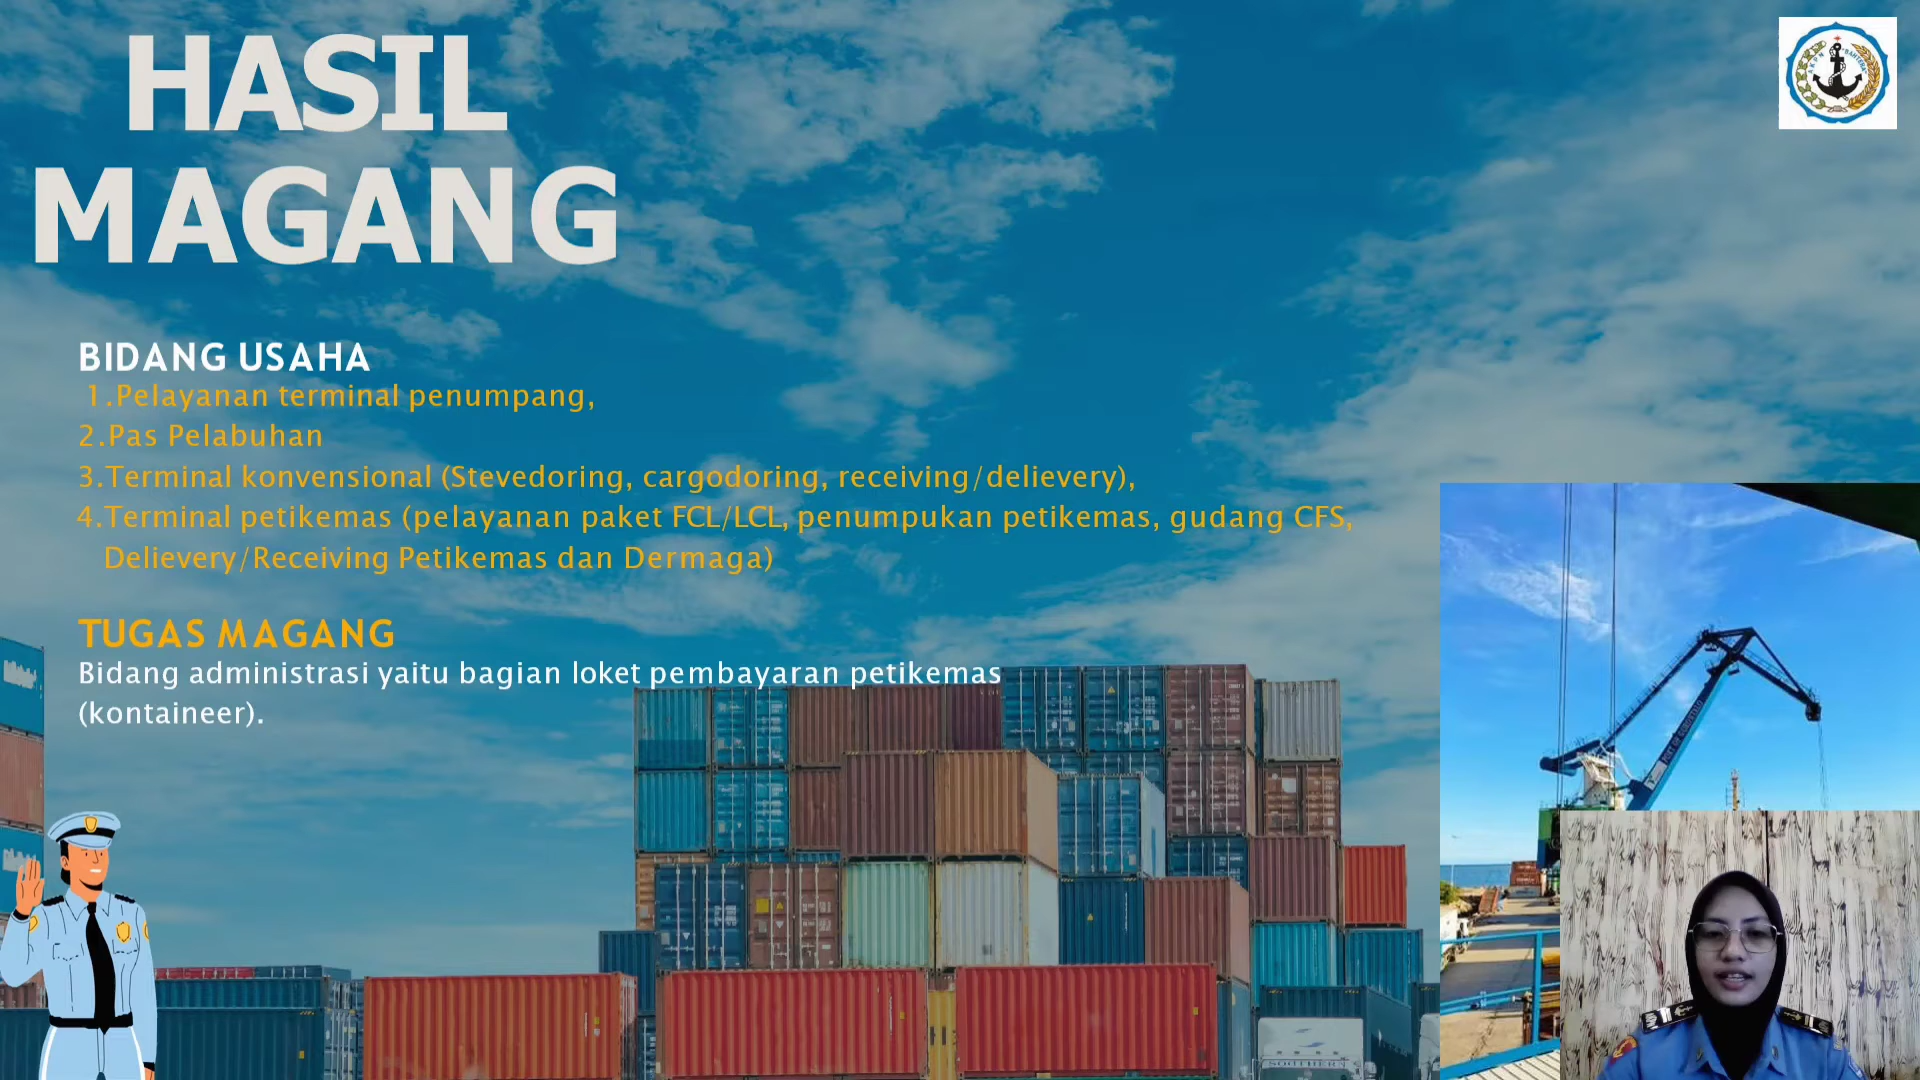 HASIL
MAGANG
BIDANG USAHA
1.Pelayanan terminal penumpang,
2.Pas Pelabuhan
3.Terminal konvensional (Stevedoring, cargodoring, receiving/delievery),
4.Terminal petikemas (pelayanan paket FCL/LCL, penumpukan petikemas, gudang CFS,
Delievery/Receiving Petikemas dan Dermaga)
TUGAS MAGANG
Bidang administrasi yaitu bagian loket pembayaran petikemas
(kontaineer).